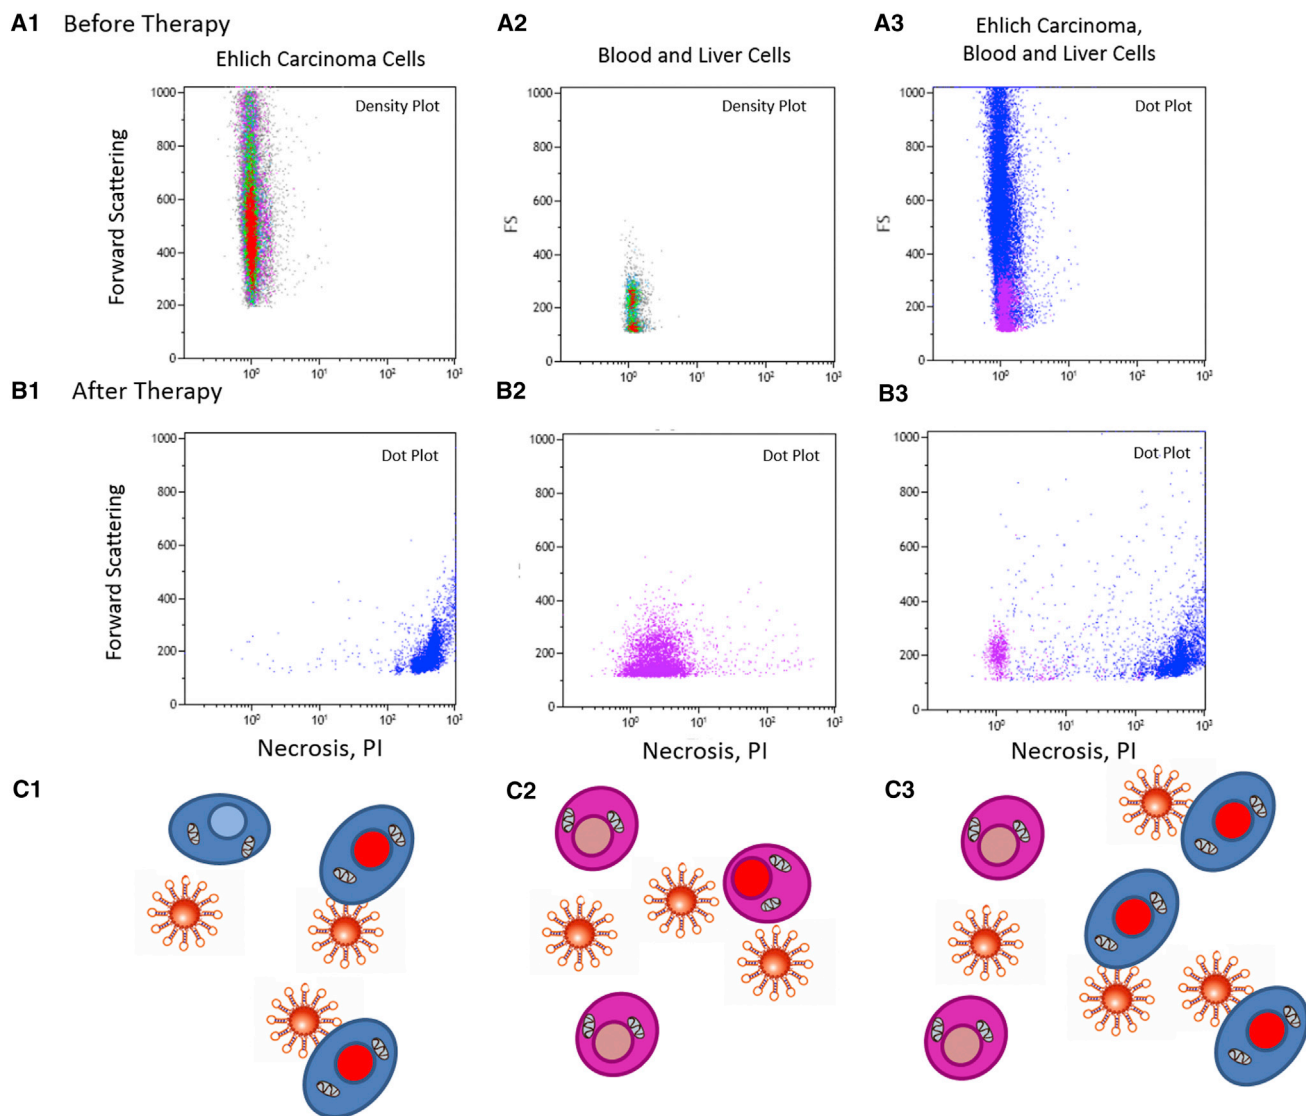 A1 Before Therapy
Ehlich Carcinoma Cells
A2
Blood and Liver Cells
A3
Ehlich Carcinoma,
Blood and Liver Cells
Forward Scattering
Density Plot
1000
800
600
400
200
0
10⁰ 10¹ 10² 10³
FS
Density Plot
1000
800
600
400
200
0
10⁰ 10¹ 10² 10³
FS
Dot Plot
1000
800
600
400
200
0
10⁰ 10¹ 10² 10³
B1 After Therapy
B2
B3
Forward Scattering
Dot Plot
1000
800
600
400
200
0
10⁰ 10¹ 10² 10³
Necrosis, PI
Dot Plot
1000
800
600
400
200
0
10⁰ 10¹ 10² 10³
Necrosis, PI
Dot Plot
1000
800
600
400
200
0
10⁰ 10¹ 10² 10³
Necrosis, PI
C1
C2
C3